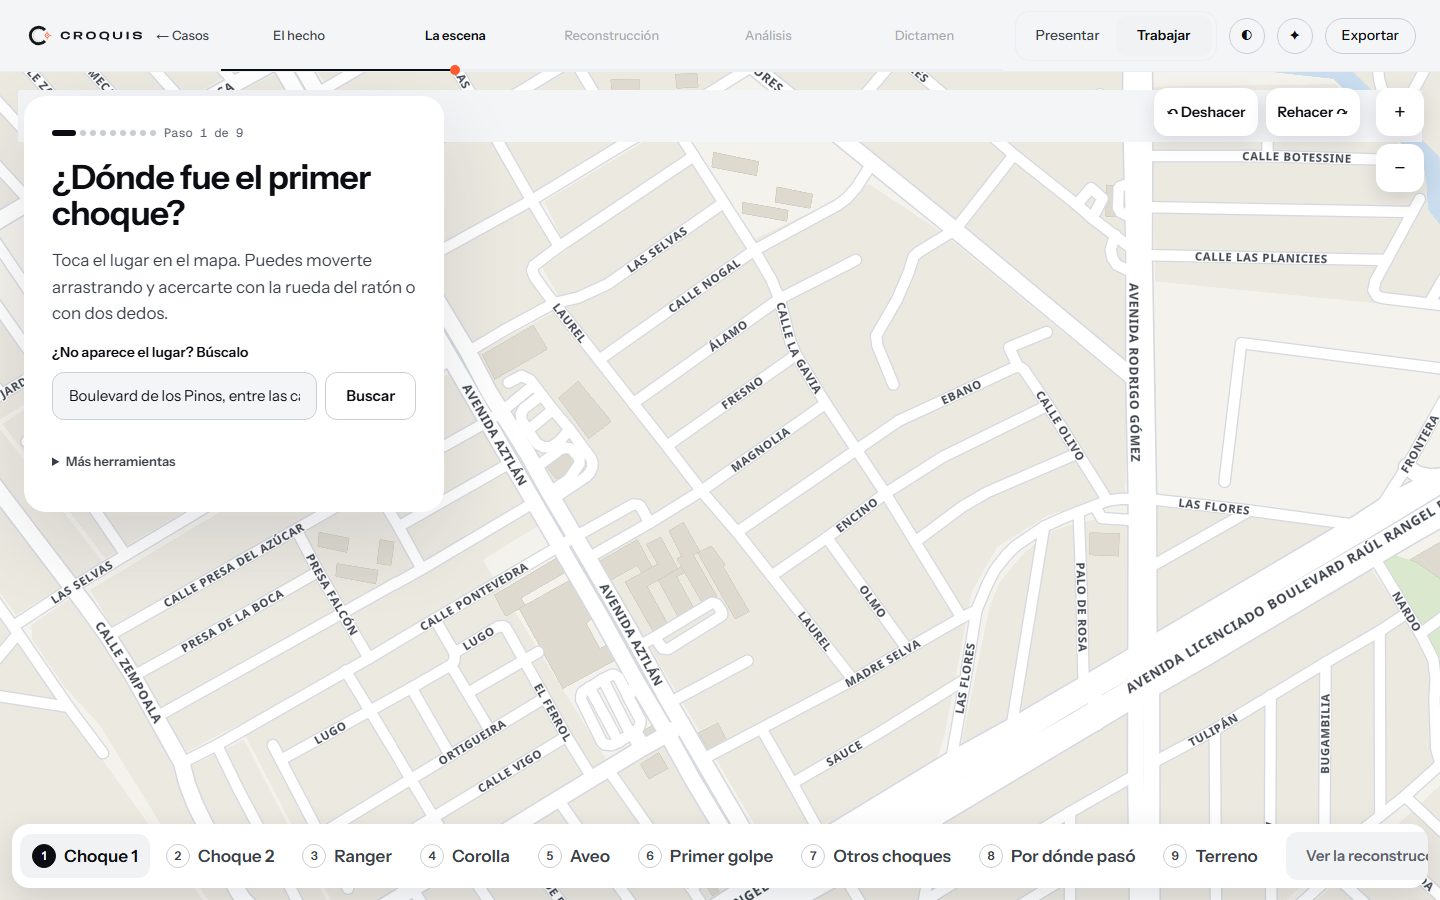 CROQUIS
← Casos
El hecho
La escena
Reconstrucción
Análisis
Dictamen
Presentar
Trabajar
Exportar
Paso 1 de 9
¿Dónde fue el primer
choque?
Toca el lugar en el mapa. Puedes moverte
arrastrando y acercarte con la rueda del ratón o
con dos dedos.
¿No aparece el lugar? Búscalo
Boulevard de los Pinos, entre las ca
Buscar
Más herramientas
Deshacer
Rehacer
+
−
CALLE BOTESSINE
CALLE LAS PLANICIES
LAS SELVAS
CALLE NOGAL
LAUREL
ÁLAMO
CALLE LA GAVIA
AVENIDA RODRIGO GÓMEZ
FRESNO
EBANO
CALLE OLIVO
AVENIDA AZTLÁN
MAGNOLIA
FRONTERA
ENCINO
LAS FLORES
AVENIDA LICENCIADO BOULEVARD RAÚL RANGEL
CALLE PRESA DEL AZÚCAR
LAS SELVAS
PRESA FALCÓN
PRESA DE LA BOCA
CALLE PONTEVEDRA
AVENIDA AZTLÁN
OLMO
LAUREL
PALO DE ROSA
NARDO
CALLE ZEMPOALA
LUGO
MADRE SELVA
LAS FLORES
EL FERROL
LUGO
ORTIGUEIRA
CALLE VIGO
SAUCE
TULIPÁN
BUGAMBILIA
1 Choque 1
2 Choque 2
3 Ranger
4 Corolla
5 Aveo
6 Primer golpe
7 Otros choques
8 Por dónde pasó
9 Terreno
Ver la reconstruc